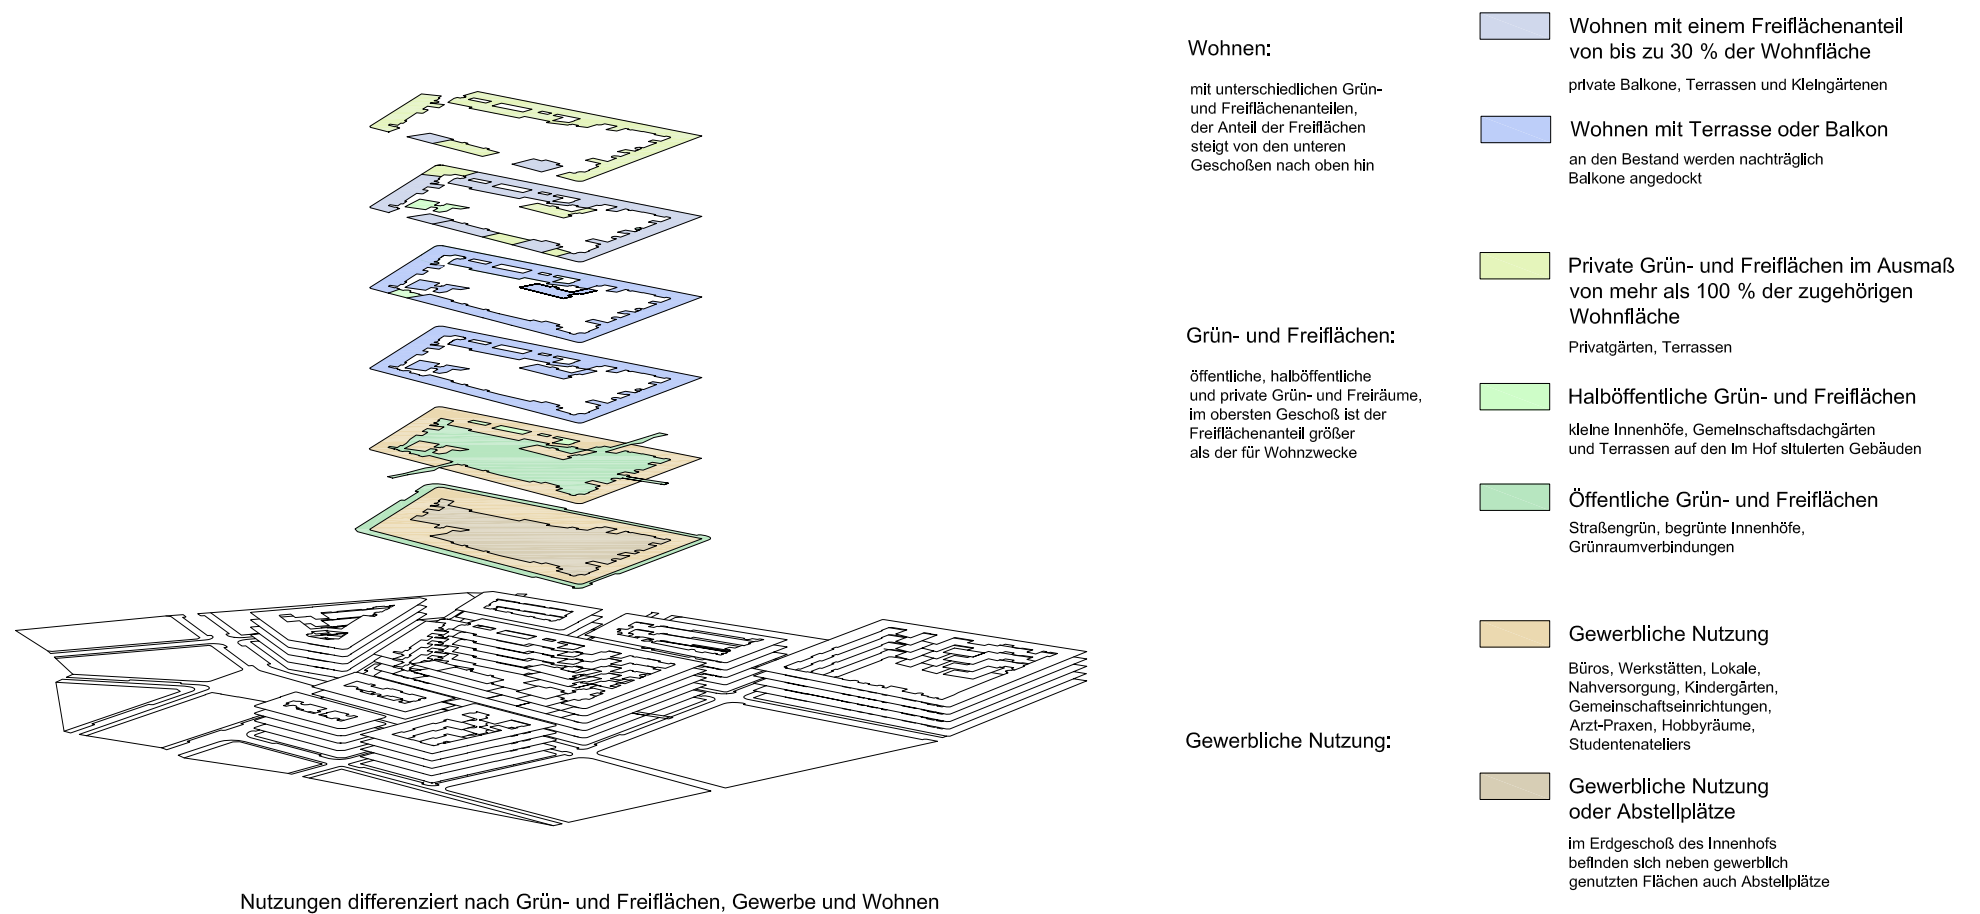 Wohnen:
mit unterschiedlichen Grün-
und Freiflächenanteilen,
der Anteil der Freiflächen
steigt von den unteren
Geschoßen nach oben hin
Wohnen mit einem Freiflächenanteil
von bis zu 30 % der Wohnfläche
private Balkone, Terrassen und Kleingärtenen
Wohnen mit Terrasse oder Balkon
an den Bestand werden nachträglich
Balkone angedockt
Grün- und Freiflächen:
öffentliche, halböffentliche
und private Grün- und Freiräume,
im obersten Geschoß ist der
Freiflächenanteil größer
als der für Wohnzwecke
Private Grün- und Freiflächen im Ausmaß
von mehr als 100 % der zugehörigen
Wohnfläche
Privatgärten, Terrassen
Halböffentliche Grün- und Freiflächen
kleine Innenhöfe, Gemeinschaftsdachgärten
und Terrassen auf den im Hof situierten Gebäuden
Öffentliche Grün- und Freiflächen
Straßengrün, begrünte Innenhöfe,
Grünraumverbindungen
Gewerbliche Nutzung:
Gewerbliche Nutzung
Büros, Werkstätten, Lokale,
Nahversorgung, Kindergärten,
Gemeinschaftseinrichtungen,
Arzt-Praxen, Hobbyräume,
Studentenateliers
Gewerbliche Nutzung
oder Abstellplätze
im Erdgeschoß des Innenhofs
befinden sich neben gewerblich
genutzten Flächen auch Abstellplätze
Nutzungen differenziert nach Grün- und Freiflächen, Gewerbe und Wohnen